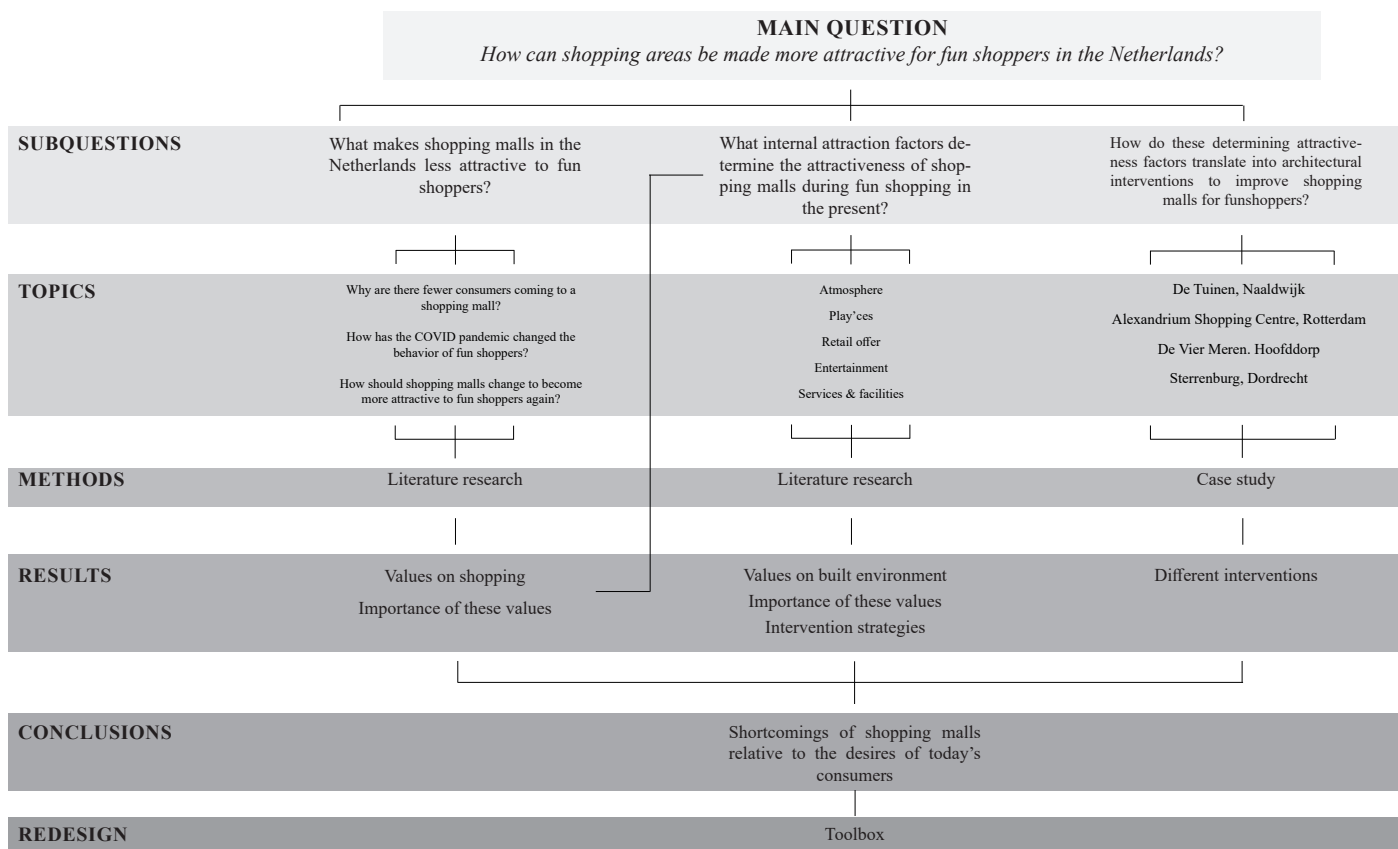 MAIN QUESTION
How can shopping areas be made more attractive for fun shoppers in the Netherlands?
SUBQUESTIONS
What makes shopping malls in the
Netherlands less attractive to fun
shoppers?
What internal attraction factors de-
termine the attractiveness of shop-
ping malls during fun shopping in
the present?
How do these determining attractive-
ness factors translate into architectural
interventions to improve shopping
malls for funshoppers?
TOPICS
Why are there fewer consumers coming to a
shopping mall?
How has the COVID pandemic changed the
behavior of fun shoppers?
How should shopping malls change to become
more attractive to fun shoppers again?
Atmosphere
Play’ces
Retail offer
Entertainment
Services & facilities
De Tuinen, Naaldwijk
Alexandrium Shopping Centre, Rotterdam
De Vier Meren. Hoofddorp
Sterrenburg, Dordrecht
METHODS
Literature research
Literature research
Case study
RESULTS
Values on shopping
Importance of these values
Values on built environment
Importance of these values
Intervention strategies
Different interventions
CONCLUSIONS
Shortcomings of shopping malls
relative to the desires of today’s
consumers
REDESIGN
Toolbox